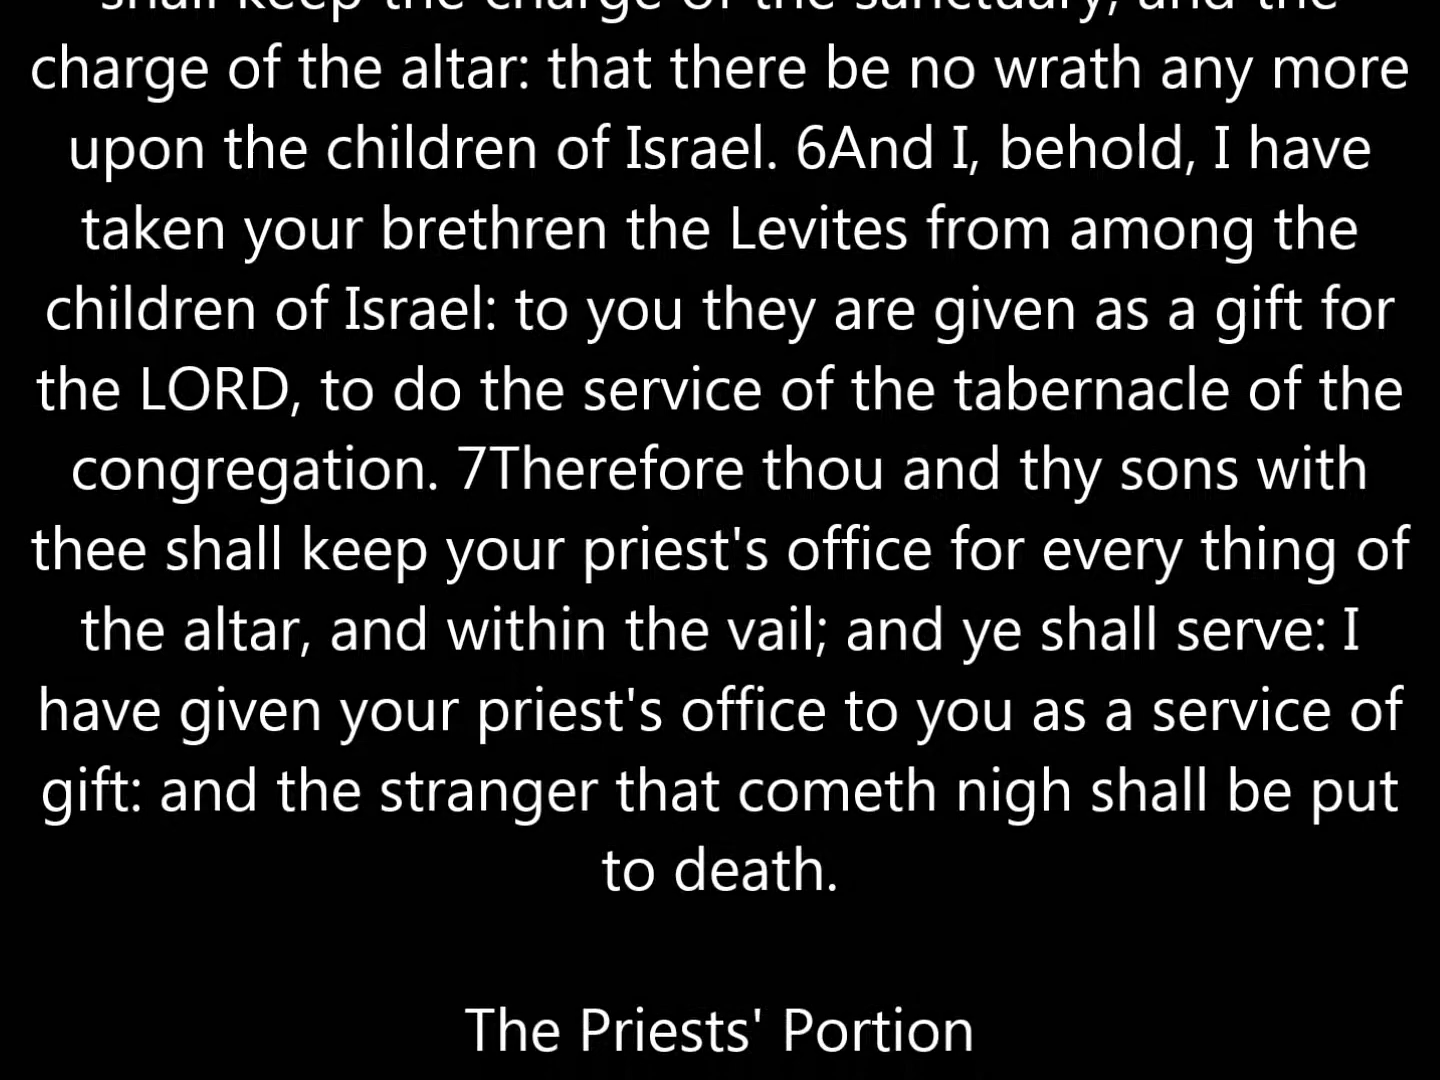 shall keep the charge of the sanctuary, and the
charge of the altar: that there be no wrath any more
upon the children of Israel. 6And I, behold, I have
taken your brethren the Levites from among the
children of Israel: to you they are given as a gift for
the LORD, to do the service of the tabernacle of the
congregation. 7Therefore thou and thy sons with
thee shall keep your priest's office for every thing of
the altar, and within the vail; and ye shall serve: I
have given your priest's office to you as a service of
gift: and the stranger that cometh nigh shall be put
to death.
The Priests' Portion